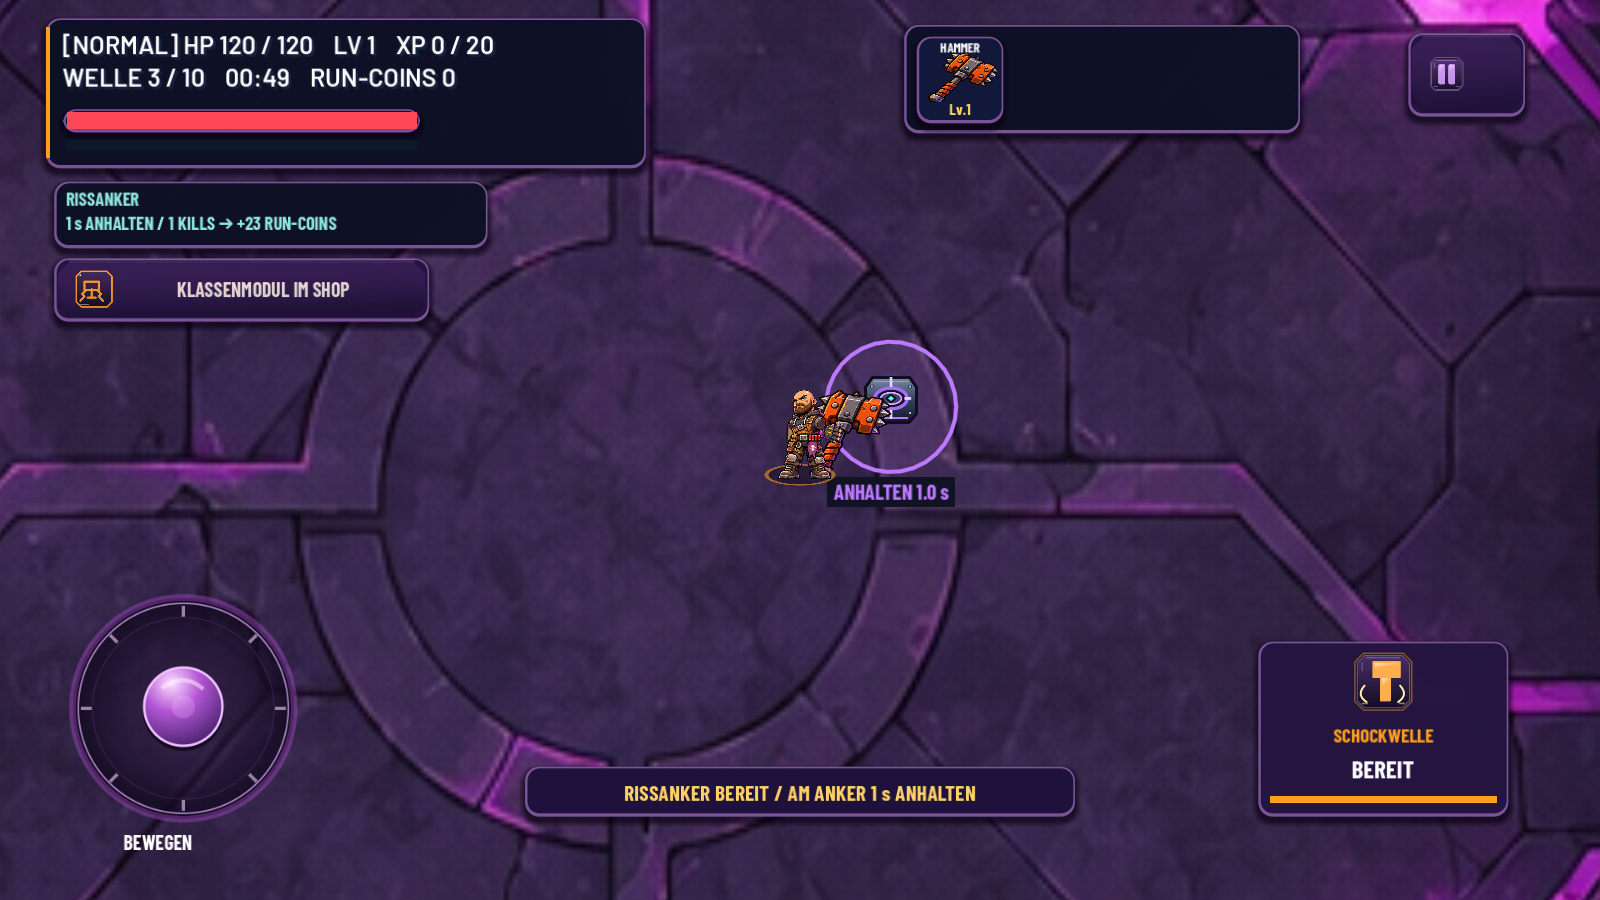 [NORMAL] HP 120 / 120 LV 1 XP 0 / 20
WELLE 3 / 10 00:49 RUN-COINS 0
HAMMER
Lv.1
RISSANKER
1 s ANHALTEN / 1 KILLS → +23 RUN-COINS
KLASSENMODUL IM SHOP
ANHALTEN 1.0 s
SCHOCKWELLE
BEREIT
RISSANKER BEREIT / AM ANKER 1 s ANHALTEN
BEWEGEN